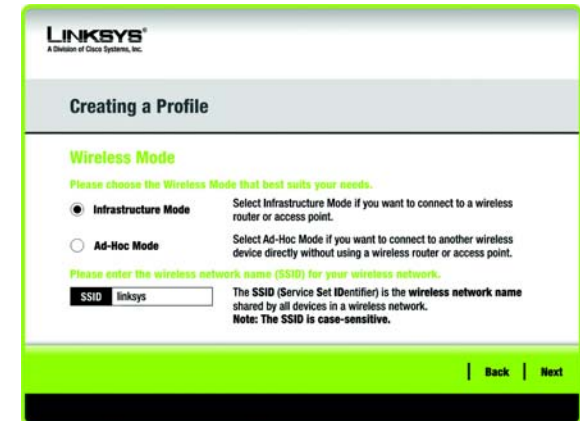 LINKSYS®
A Division of Cisco Systems, Inc.
Creating a Profile
Wireless Mode
Please choose the Wireless Mode that best suits your needs.
Infrastructure Mode
Select Infrastructure Mode if you want to connect to a wireless
router or access point.
Ad-Hoc Mode
Select Ad-Hoc Mode if you want to connect to another wireless
device directly without using a wireless router or access point.
Please enter the wireless network name (SSID) for your wireless network.
SSID linksys
The SSID (Service Set IDentifier) is the wireless network name
shared by all devices in a wireless network.
Note: The SSID is case-sensitive.
Back Next